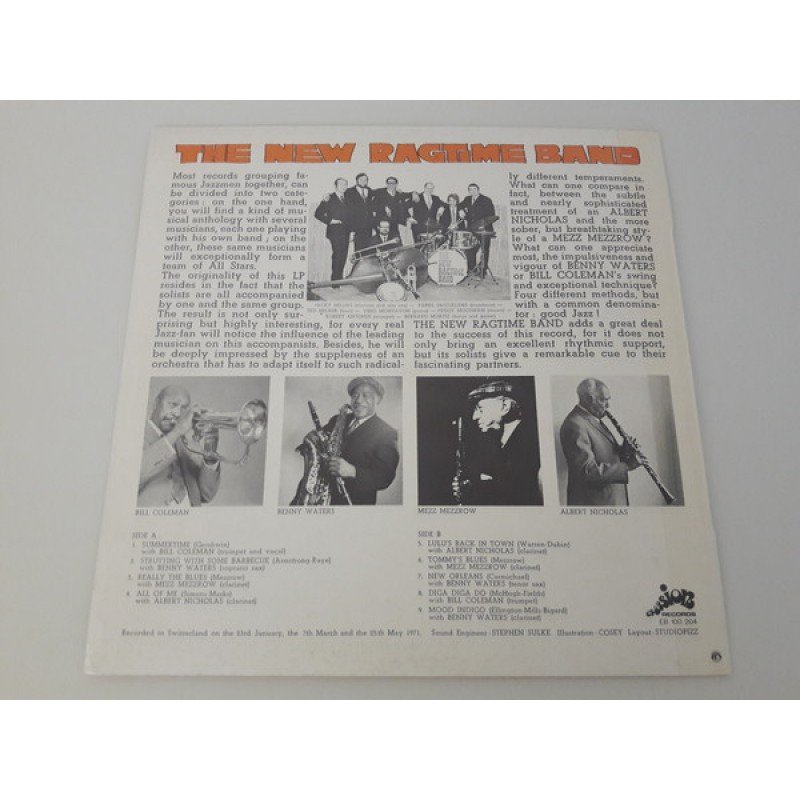 THE NEW RAGTIME BAND
Most records grouping fa-
mous Jazzmen together, can
be divided into two cate-
gories : on the one hand,
you will find a kind of mu-
sical anthology with several
musicians, each one playing
with his own band ; on the
other, these same musicians
will exceptionally form a
team of All Stars.
The originality of this LP
resides in the fact that the
solists are all accompanied
by one and the same group.
The result is not only sur-
prising but highly interesting, for every real
Jazz-fan will notice the influence of the leading
musician on this accompanists. Besides, he will
be deeply impressed by the suppleness of an
orchestra that has to adapt itself to such radical-
ly different temperaments.
What can one compare in
fact, between the subtle
and nearly sophisticated
treatment of an ALBERT
NICHOLAS and the more
sober, but breathtaking sty-
le of a MEZZ MEZZROW ?
What can one appreciate
most, the impulsiveness and
vigour of BENNY WATERS
or BILL COLEMAN's swing
and exceptional technique?
Four different methods, but
with a common denomina-
tor : good Jazz !
THE NEW RAGTIME BAND adds a great deal
to the success of this record, for it does not
only bring an excellent rhythmic support,
but its solists give a remarkable cue to their
fascinating partners.
NEW
RAGTIME
BAND
BILL COLEMAN
BENNY WATERS
MEZZ MEZZROW
ALBERT NICHOLAS
SIDE A
1. SUMMERTIME (Gershwin)
with BILL COLEMAN (trumpet and vocal)
2. STRUTTING WITH SOME BARBECUE (Armstrong-Raye)
with BENNY WATERS (soprano sax)
3. REALLY THE BLUES (Mezzrow)
with MEZZ MEZZROW (clarinet)
4. ALL OF ME (Simons-Marks)
with ALBERT NICHOLAS (clarinet)
SIDE B
5. LULU'S BACK IN TOWN (Warren-Dubin)
with ALBERT NICHOLAS (clarinet)
6. TOMMY'S BLUES (Mezzrow)
with MEZZ MEZZROW (clarinet)
7. NEW ORLEANS (Carmichael)
with BENNY WATERS (tenor sax)
8. DIGA DIGA DO (McHugh-Fields)
with BILL COLEMAN (trumpet)
9. MOOD INDIGO (Ellington-Mills-Bigard)
with BENNY WATERS (clarinet)
evasion
RECORDS
EB 100 204
Recorded in Switzerland on the 23rd January, the 7th March and the 25th May 1971. Sound Engineer : STEPHEN SULKE Illustration : COSEY Layout : STUDIOPIZZ